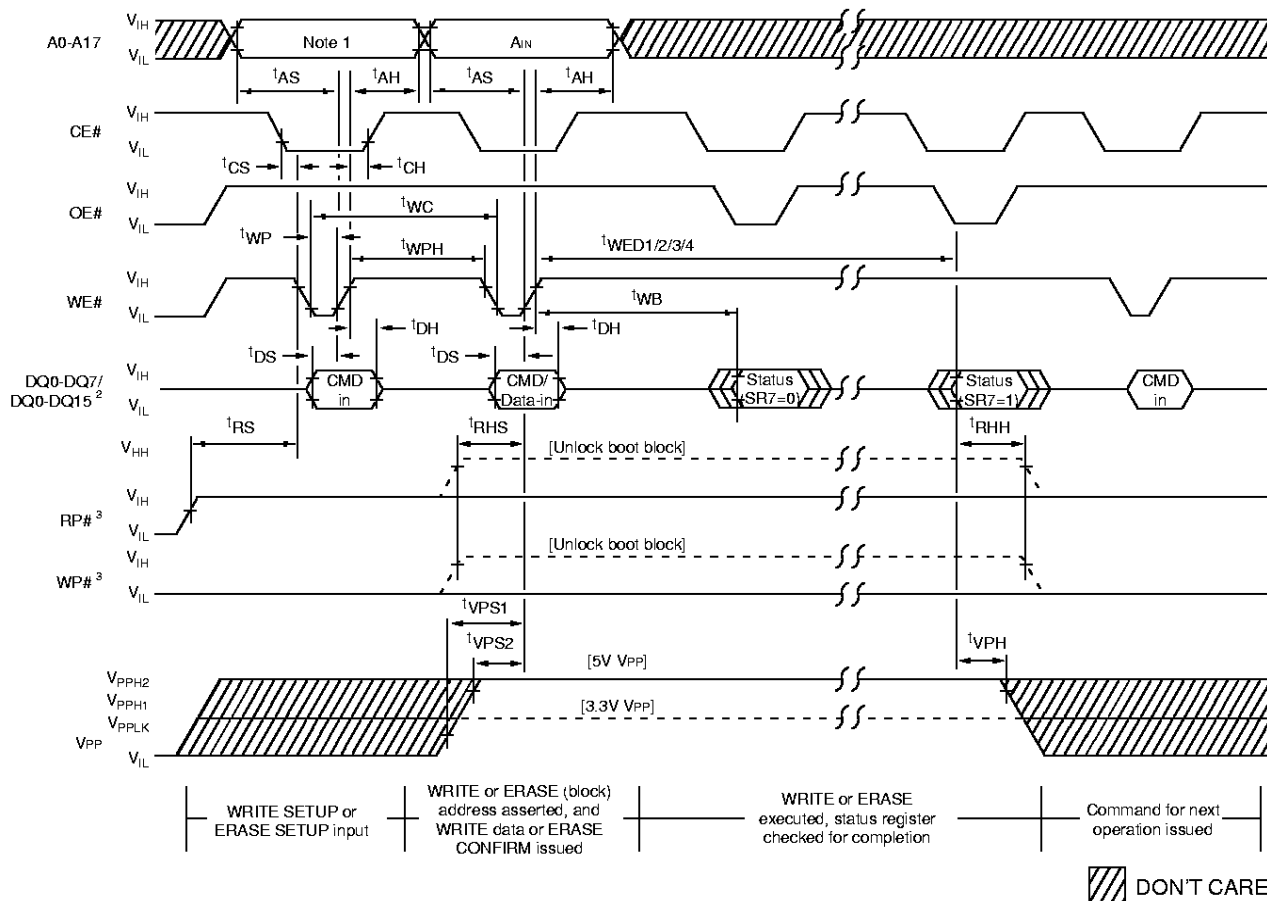 VIH
A0-A17
VIL
Note 1
AIN
tAS
tAH
tAS
tAH
VIH
CE#
VIL
tCS
tCH
VIH
OE#
VIL
tWC
tWP
tWPH
tWED1/2/3/4
VIH
WE#
VIL
tWB
tDH
tDH
tDS
tDS
VIH
DQ0-DQ7/
DQ0-DQ15 2
VIL
CMD
in
CMD/
Data-in
Status
(SR7=0)
Status
(SR7=1)
CMD
in
tRS
tRHS
tRHH
VHH
[Unlock boot block]
VIH
RP# 3
VIL
[Unlock boot block]
VIH
WP# 3
VIL
tVPS1
tVPS2
tVPH
[5V VPP]
VPPH2
VPPH1
[3.3V VPP]
VPPLK
VPP
VIL
WRITE SETUP or
ERASE SETUP input
WRITE or ERASE (block)
address asserted, and
WRITE data or ERASE
CONFIRM issued
WRITE or ERASE
executed, status register
checked for completion
Command for next
operation issued
DON'T CARE